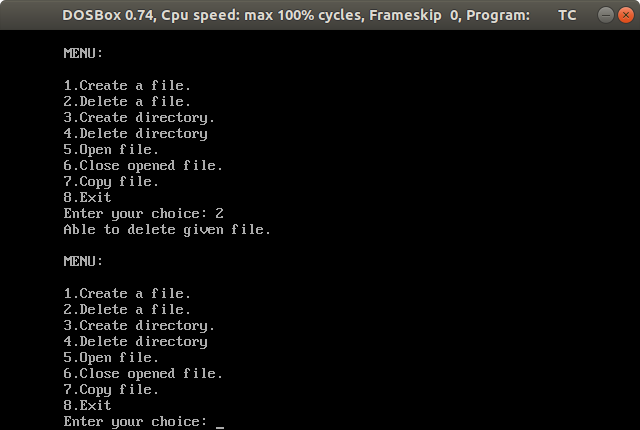 DOSBox 0.74, Cpu speed: max 100% cycles, Frameskip 0, Program: TC
MENU:
1.Create a file.
2.Delete a file.
3.Create directory.
4.Delete directory
5.Open file.
6.Close opened file.
7.Copy file.
8.Exit
Enter your choice: 2
Able to delete given file.
MENU:
1.Create a file.
2.Delete a file.
3.Create directory.
4.Delete directory
5.Open file.
6.Close opened file.
7.Copy file.
8.Exit
Enter your choice: _